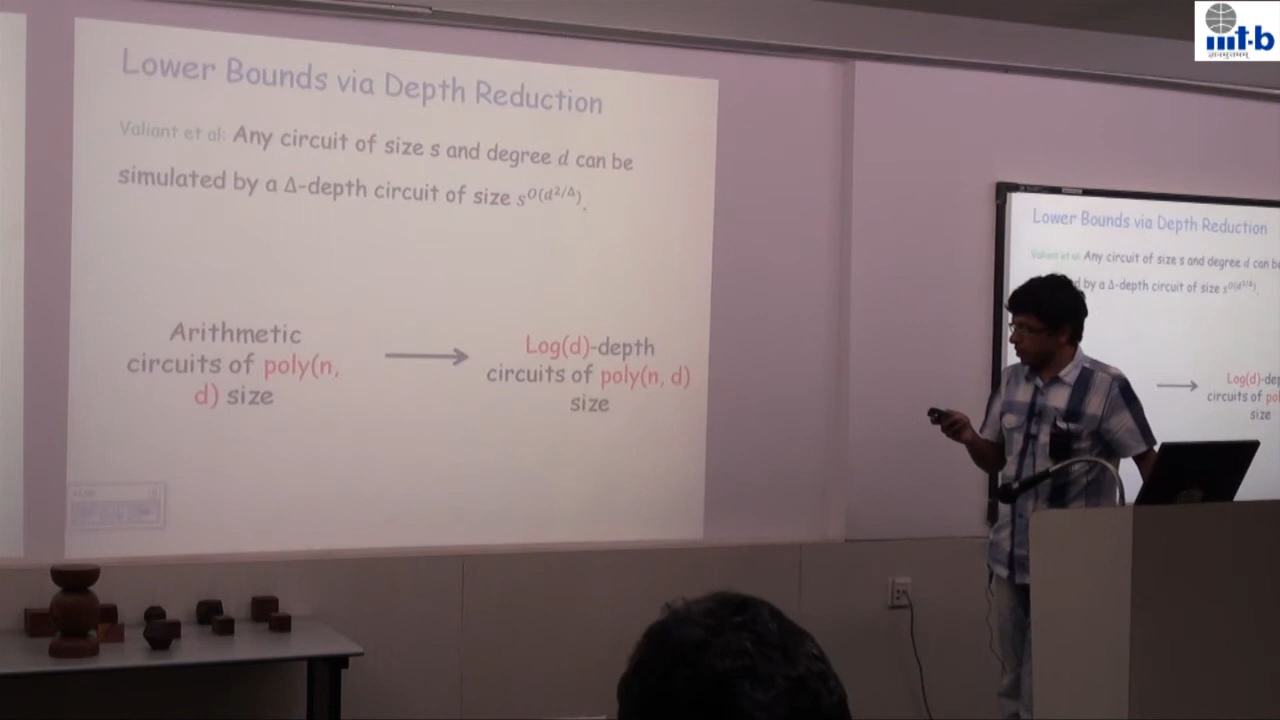 Lower Bounds via Depth Reduction
Valiant et al: Any circuit of size s and degree d can be
simulated by a Δ-depth circuit of size s^{O(d^{2/Δ})}.
Arithmetic
circuits of poly(n,
d) size
Log(d)-depth
circuits of poly(n, d)
size
Lower Bounds via Depth Reduction
Valiant et al: Any circuit of size s and degree d can be
d by a Δ-depth circuit of size s^{O(d^{2/Δ})}.
Log(d)-dep
circuits of po
size
iiit-b
ज्ञानमुत्तमम्